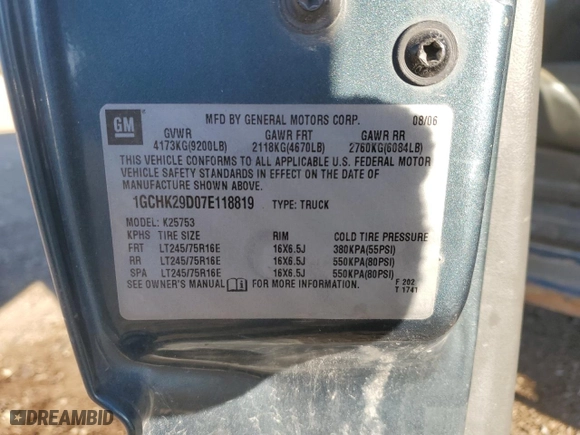 GM
MFD BY GENERAL MOTORS CORP. 08/06
GVWR GAWR FRT GAWR RR
4173KG(9200LB) 2118KG(4670LB) 2760KG(6084LB)
THIS VEHICLE CONFORMS TO ALL APPLICABLE U.S. FEDERAL MOTOR
VEHICLE SAFETY STANDARDS IN EFFECT ON THE DATE OF
MANUFACTURE SHOWN ABOVE.
1GCHK29D07E118819 TYPE: TRUCK
MODEL: K25753
KPHS TIRE SIZE RIM COLD TIRE PRESSURE
FRT LT245/75R16E 16X6.5J 380KPA(55PSI)
RR LT245/75R16E 16X6.5J 550KPA(80PSI)
SPA LT245/75R16E 16X6.5J 550KPA(80PSI)
SEE OWNER'S MANUAL FOR MORE INFORMATION.
F 202
T 1741
DREAMBID